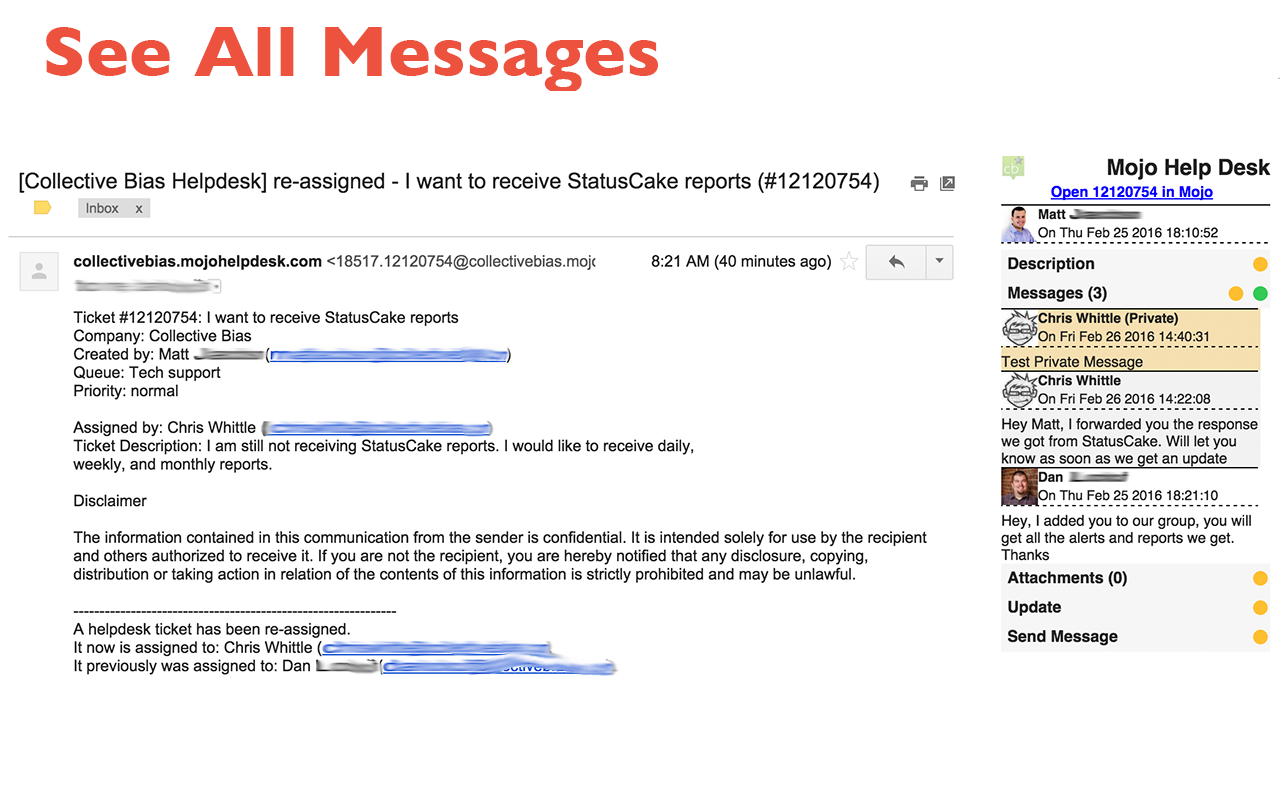 See All Messages
[Collective Bias Helpdesk] re-assigned - I want to receive StatusCake reports (#12120754)
Inbox x
collectivebias.mojohelpdesk.com <18517.12120754@collectivebias.mojc
8:21 AM (40 minutes ago)
Ticket #12120754: I want to receive StatusCake reports
Company: Collective Bias
Created by: Matt ( )
Queue: Tech support
Priority: normal
Assigned by: Chris Whittle (
Ticket Description: I am still not receiving StatusCake reports. I would like to receive daily,
weekly, and monthly reports.
Disclaimer
The information contained in this communication from the sender is confidential. It is intended solely for use by the recipient
and others authorized to receive it. If you are not the recipient, you are hereby notified that any disclosure, copying,
distribution or taking action in relation of the contents of this information is strictly prohibited and may be unlawful.
--------------------------------------------------------------
A helpdesk ticket has been re-assigned.
It now is assigned to: Chris Whittle (
It previously was assigned to: Dan (
cb
Mojo Help Desk
Open 12120754 in Mojo
Matt
On Thu Feb 25 2016 18:10:52
Description
Messages (3)
Chris Whittle (Private)
On Fri Feb 26 2016 14:40:31
Test Private Message
Chris Whittle
On Fri Feb 26 2016 14:22:08
Hey Matt, I forwarded you the response
we got from StatusCake. Will let you
know as soon as we get an update
Dan
On Thu Feb 25 2016 18:21:10
Hey, I added you to our group, you will
get all the alerts and reports we get.
Thanks
Attachments (0)
Update
Send Message